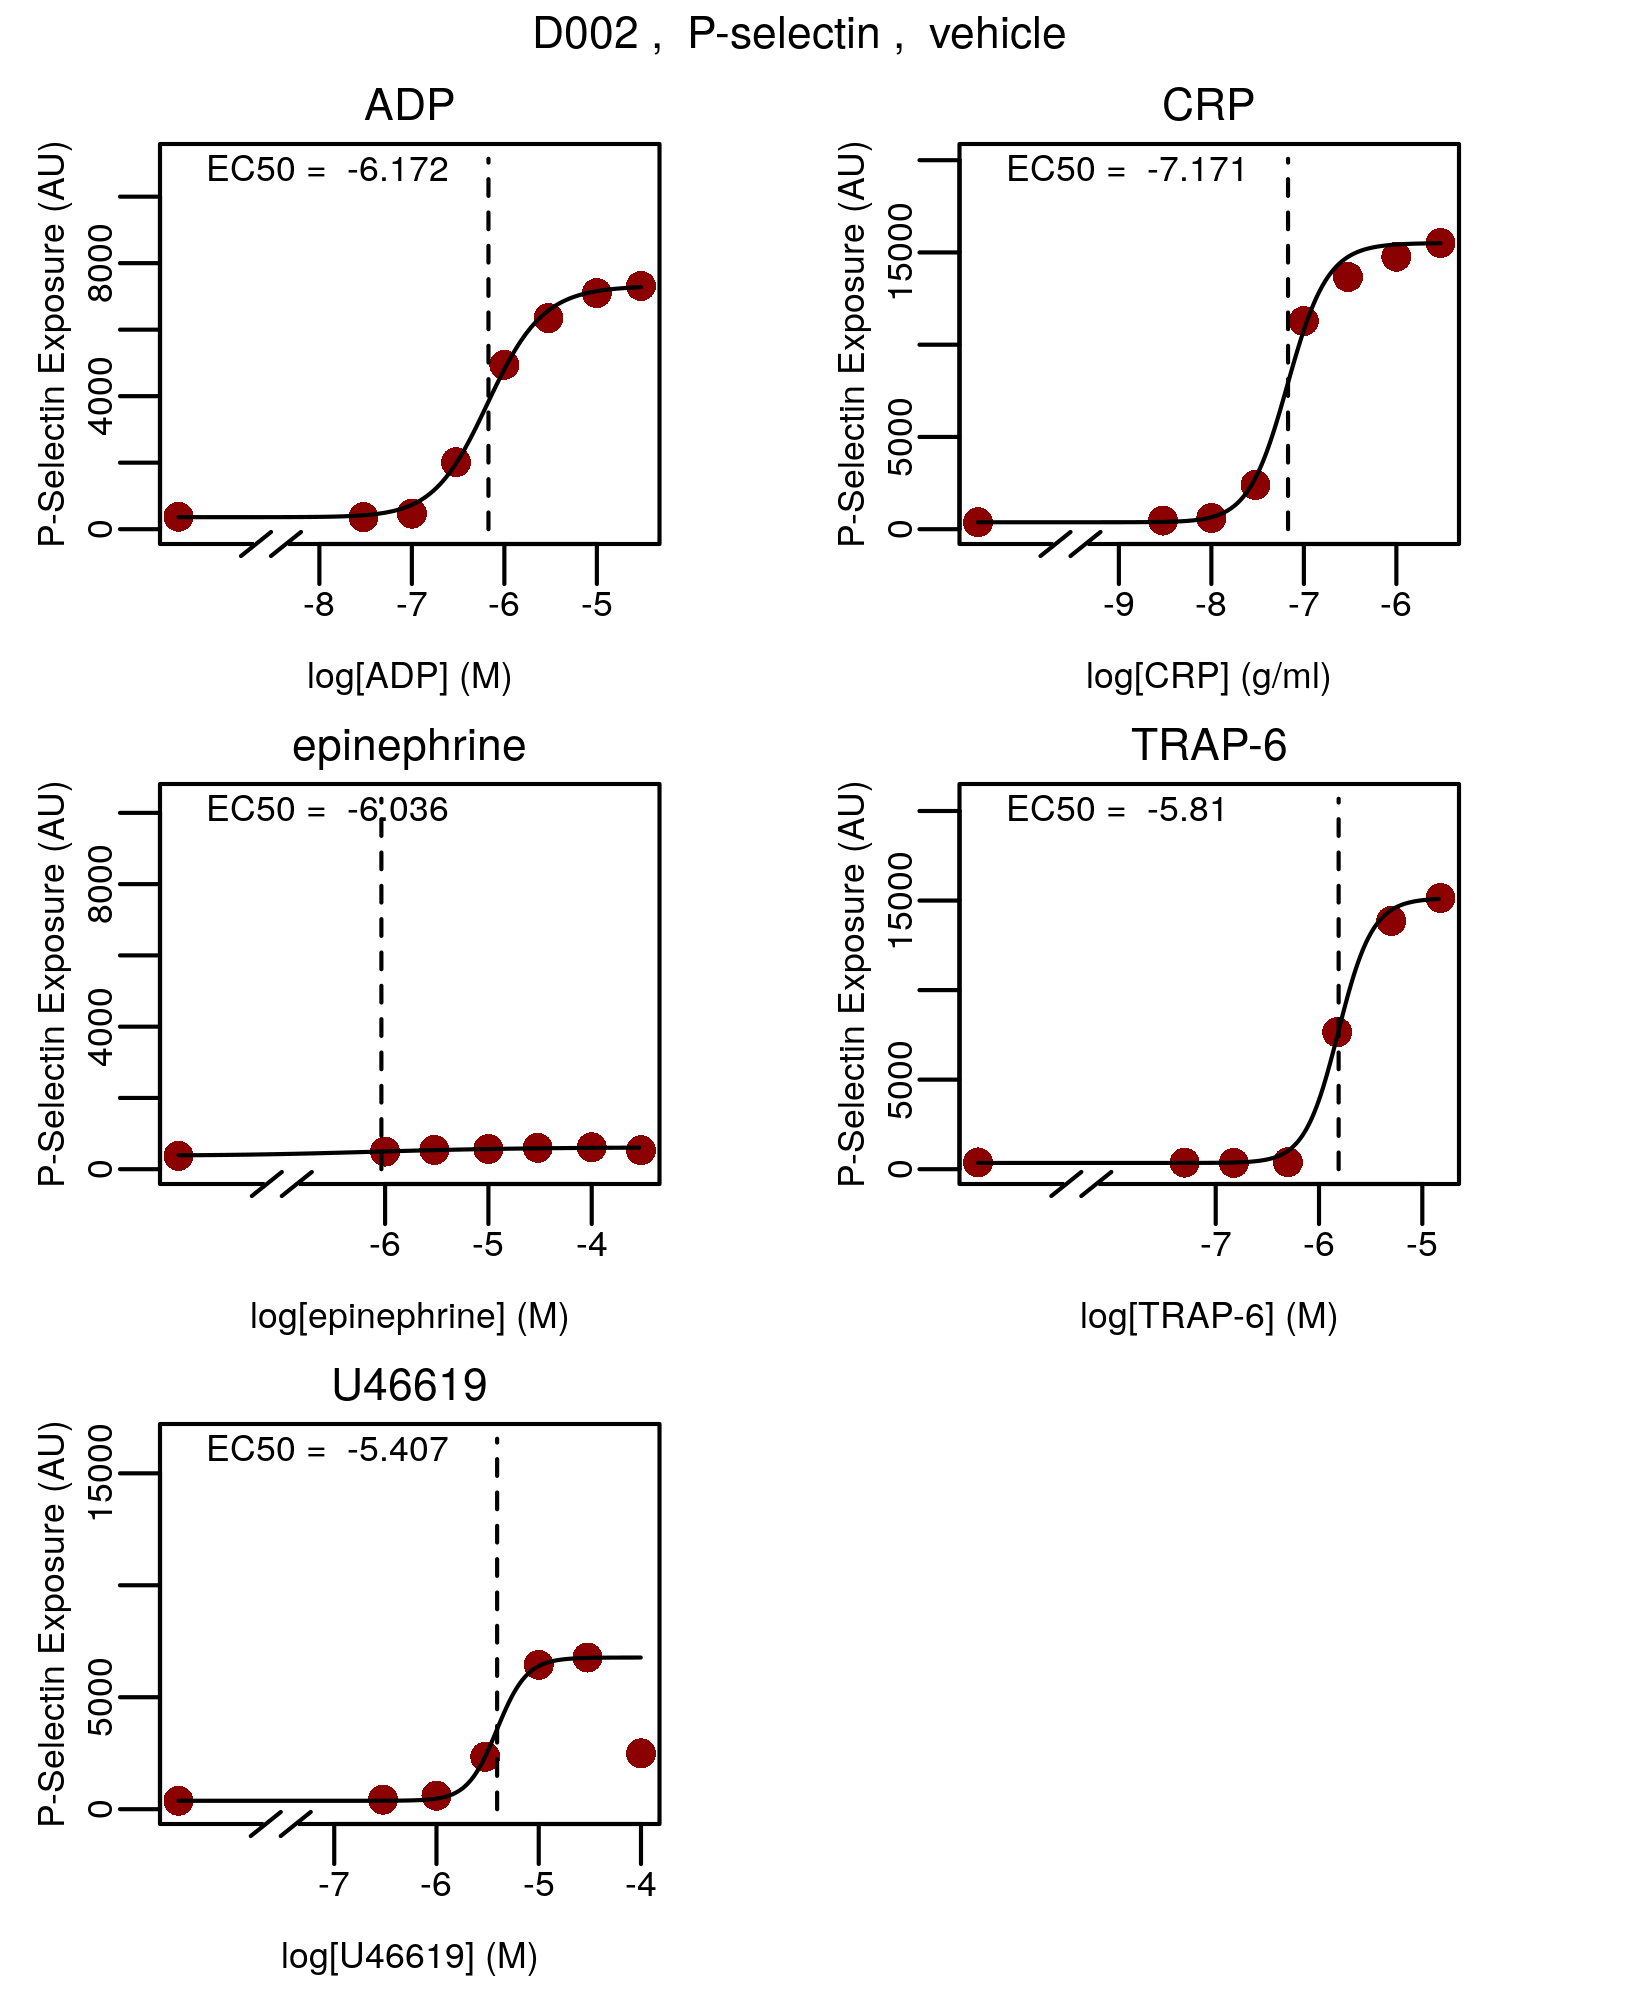 D002 ,  P-selectin ,  vehicle
ADP
EC50 =  -6.172
P-Selectin Exposure (AU)
8000
4000
0
-8 -7 -6 -5
log[ADP] (M)
CRP
EC50 =  -7.171
P-Selectin Exposure (AU)
15000
5000
0
-9 -8 -7 -6
log[CRP] (g/ml)
epinephrine
EC50 =  -6.036
P-Selectin Exposure (AU)
8000
4000
0
-6 -5 -4
log[epinephrine] (M)
TRAP-6
EC50 =  -5.81
P-Selectin Exposure (AU)
15000
5000
0
-7 -6 -5
log[TRAP-6] (M)
U46619
EC50 =  -5.407
P-Selectin Exposure (AU)
15000
5000
0
-7 -6 -5 -4
log[U46619] (M)